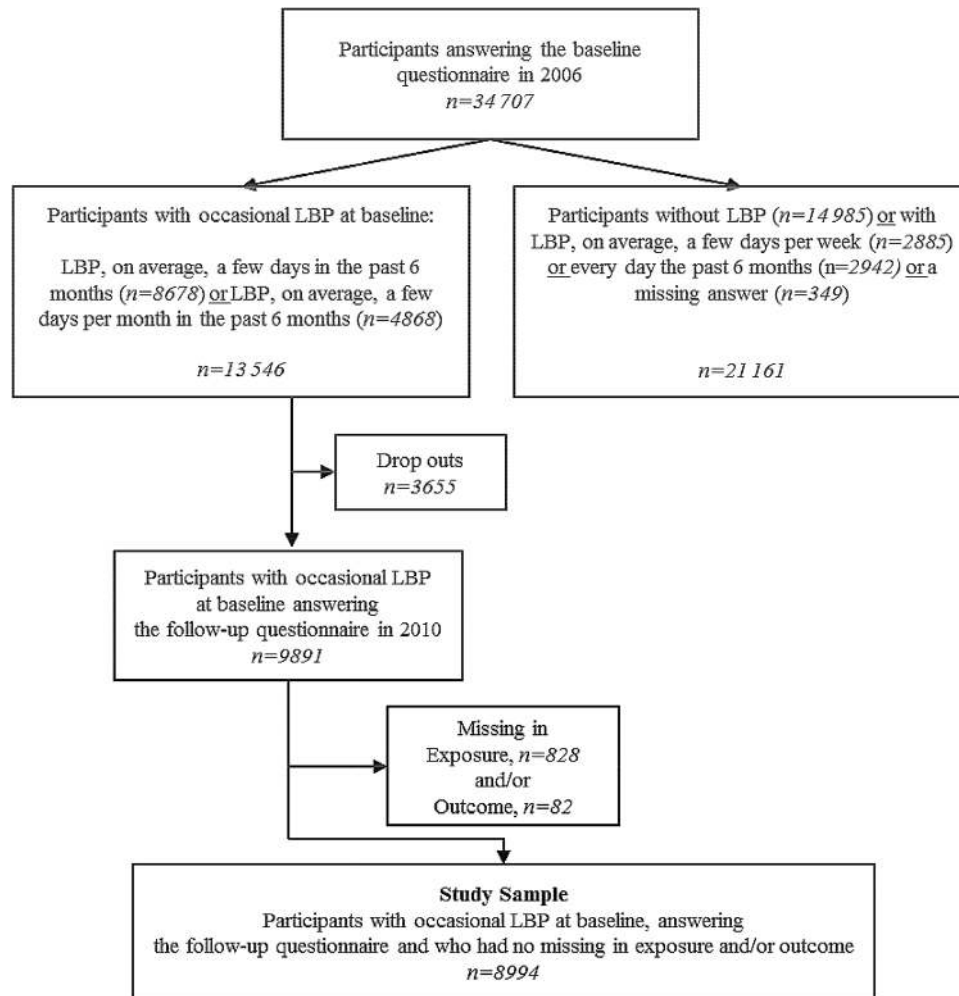 Participants answering the baseline
questionnaire in 2006
n=34 707
Participants with occasional LBP at baseline:
LBP, on average, a few days in the past 6
months (n=8678) or LBP, on average, a few
days per month in the past 6 months (n=4868)
n=13 546
Participants without LBP (n=14 985) or with
LBP, on average, a few days per week (n=2885)
or every day the past 6 months (n=2942) or a
missing answer (n=349)
n=21 161
Drop outs
n=3655
Participants with occasional LBP
at baseline answering
the follow-up questionnaire in 2010
n=9891
Missing in
Exposure, n=828
and/or
Outcome, n=82
Study Sample
Participants with occasional LBP at baseline, answering
the follow-up questionnaire and who had no missing in exposure and/or outcome
n=8994